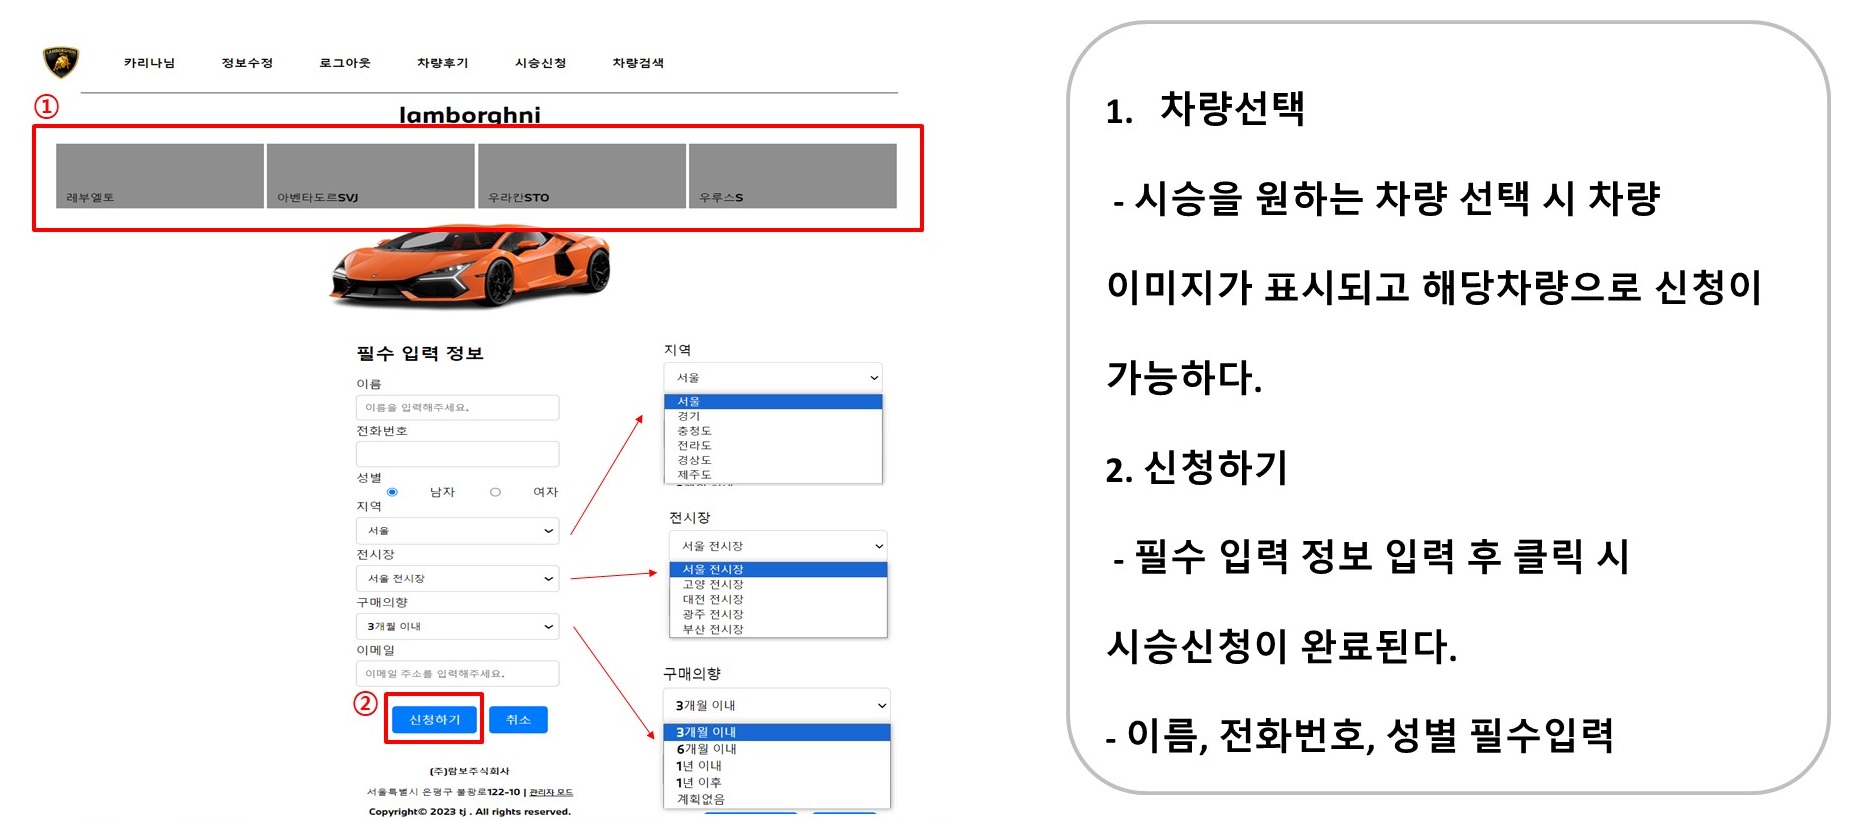 카리나님 정보수정 로그아웃 차량후기 시승신청 차량검색
①
lamborghni
레부엘토 아벤타도르SVJ 우라칸STO 우루스S
필수 입력 정보
이름
이름을 입력해주세요.
전화번호
성별
남자 여자
지역
서울
전시장
서울 전시장
구매의향
3개월 이내
이메일
이메일 주소를 입력해주세요.
②
신청하기 취소
(주)람보주식회사
서울특별시 은평구 불광로122-10 | 관리자 모드
Copyright© 2023 tj . All rights reserved.
지역
서울
서울
경기
충청도
전라도
경상도
제주도
전시장
서울 전시장
서울 전시장
고양 전시장
대전 전시장
광주 전시장
부산 전시장
구매의향
3개월 이내
3개월 이내
6개월 이내
1년 이내
1년 이후
계획없음
1. 차량선택
- 시승을 원하는 차량 선택 시 차량
이미지가 표시되고 해당차량으로 신청이
가능하다.
2. 신청하기
- 필수 입력 정보 입력 후 클릭 시
시승신청이 완료된다.
- 이름, 전화번호, 성별 필수입력